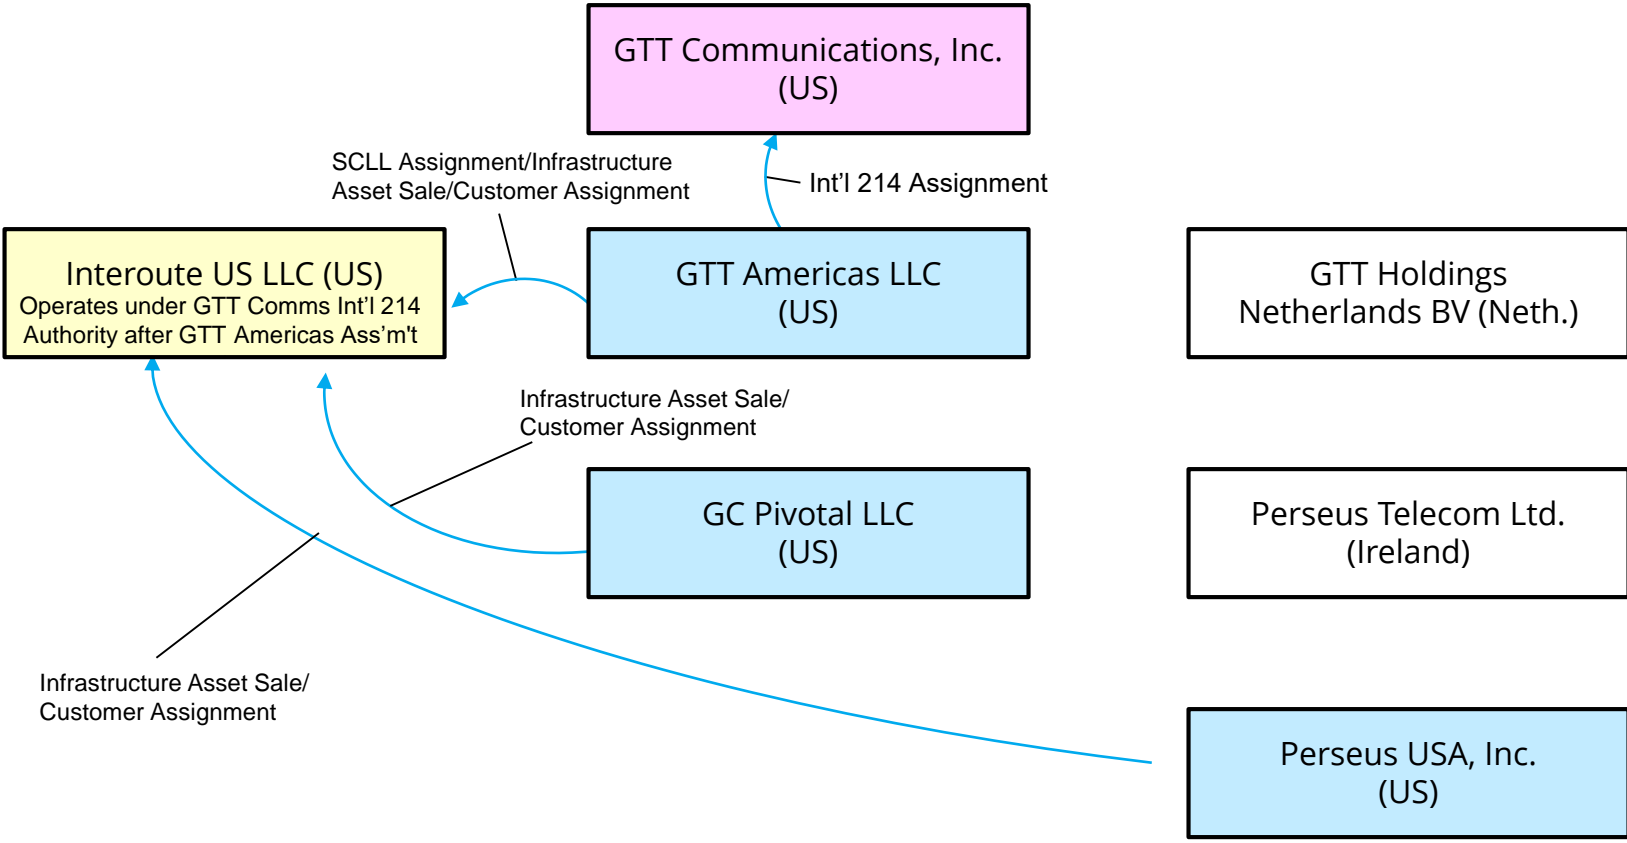 GTT Communications, Inc.
(US)
SCLL Assignment/Infrastructure
Asset Sale/Customer Assignment
Int’l 214 Assignment
Interoute US LLC (US)
Operates under GTT Comms Int’l 214
Authority after GTT Americas Ass’m't
GTT Americas LLC
(US)
GTT Holdings
Netherlands BV (Neth.)
Infrastructure Asset Sale/
Customer Assignment
GC Pivotal LLC
(US)
Perseus Telecom Ltd.
(Ireland)
Infrastructure Asset Sale/
Customer Assignment
Perseus USA, Inc.
(US)